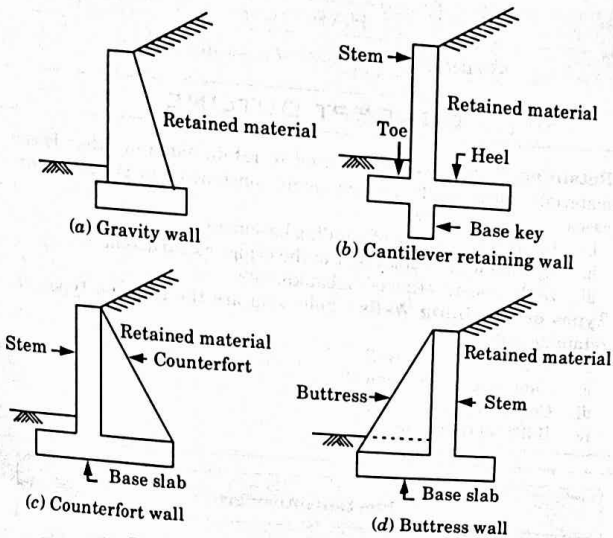 Retained material
(a) Gravity wall
Stem
Retained material
Toe
Heel
Base key
(b) Cantilever retaining wall
Stem
Retained material
Counterfort
Base slab
(c) Counterfort wall
Retained material
Buttress
Stem
Base slab
(d) Buttress wall